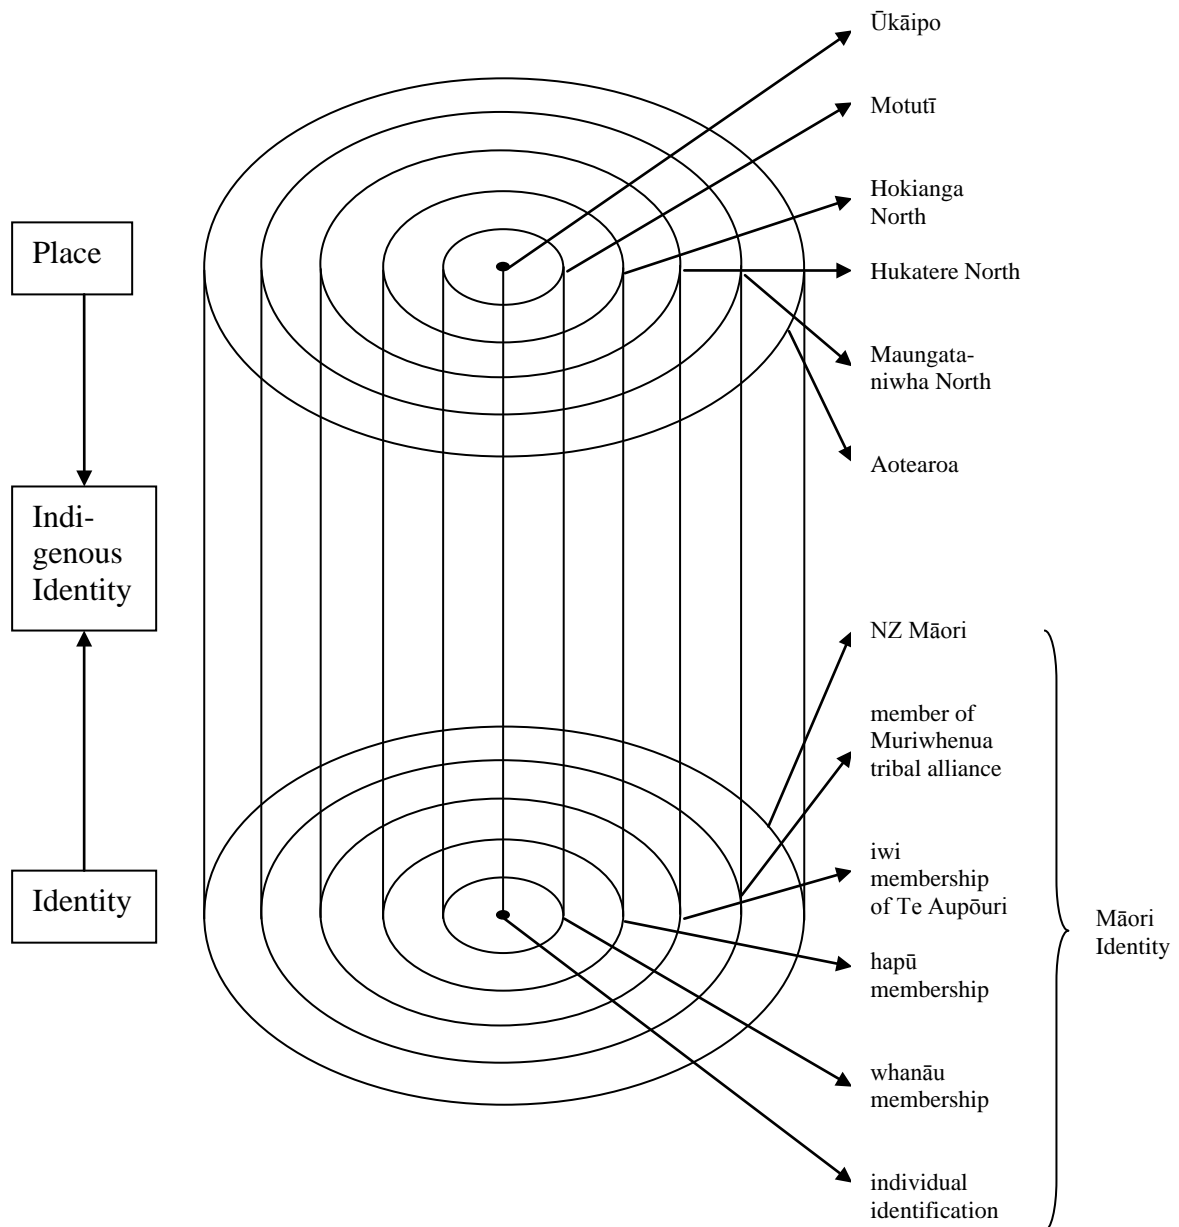 Ūkāipo
Motutī
Hokianga
North
Place
Hukatere North
Maungata-
niwha North
Aotearoa
Indi-
genous
Identity
NZ Māori
member of
Muriwhenua
tribal alliance
iwi
membership
of Te Aupōuri
Identity
Māori
Identity
hapū
membership
whanāu
membership
individual
identification